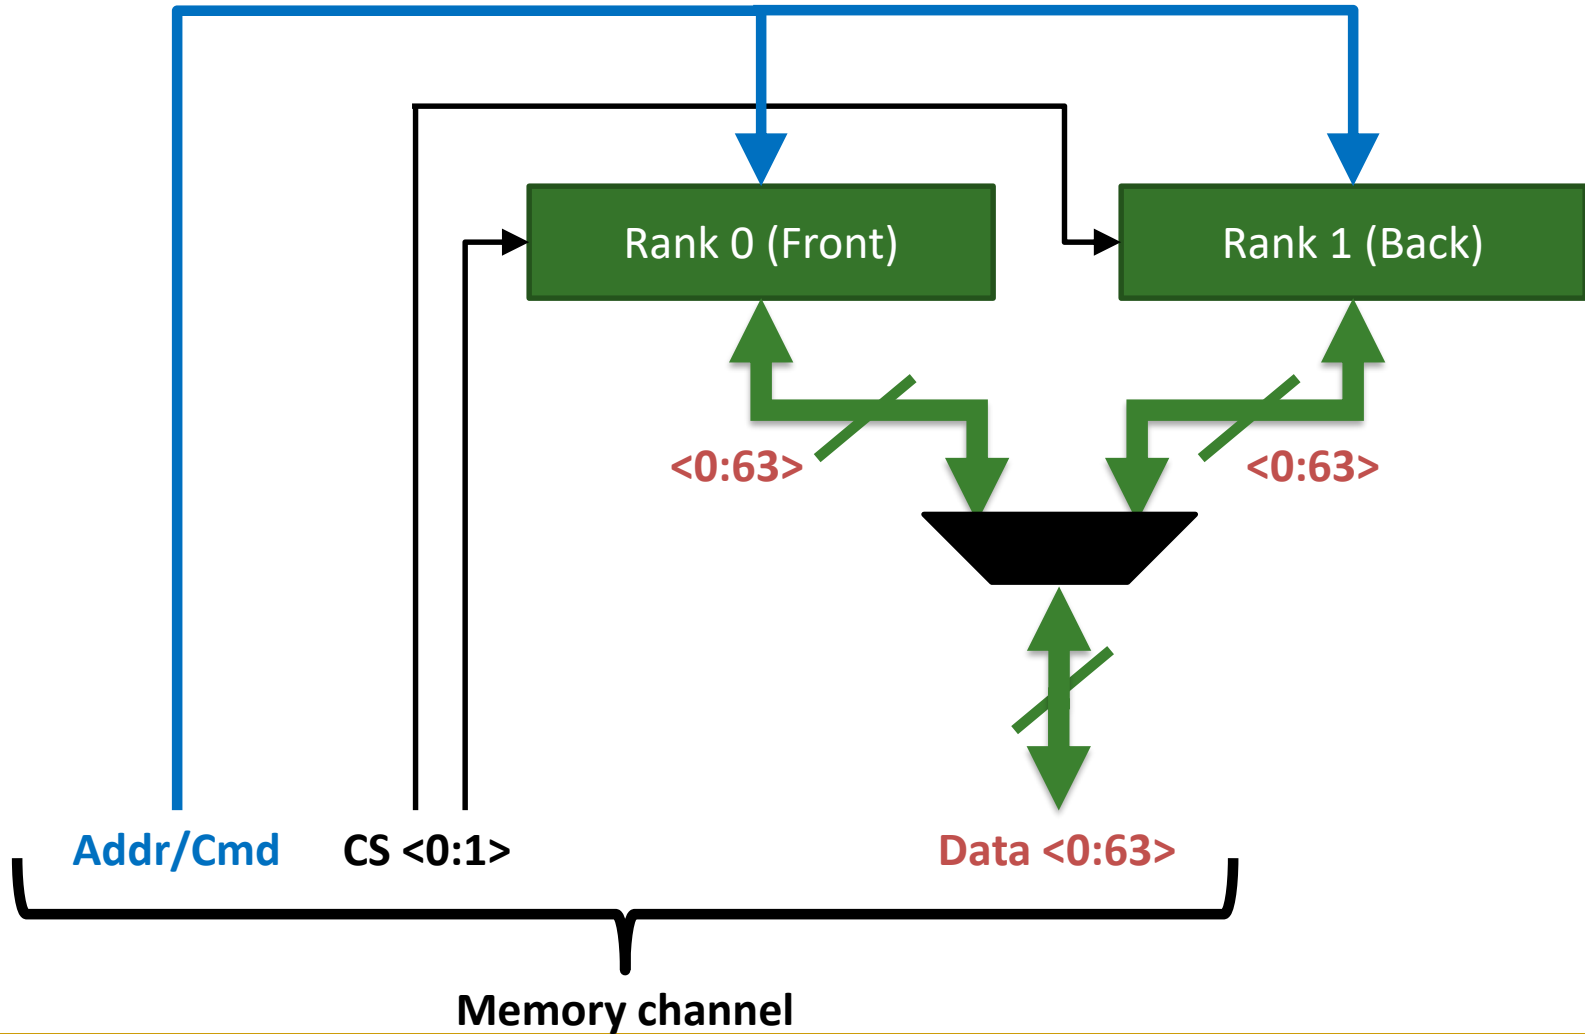 Rank 0 (Front)
Rank 1 (Back)
<0:63>
<0:63>
Addr/Cmd
CS <0:1>
Data <0:63>
Memory channel